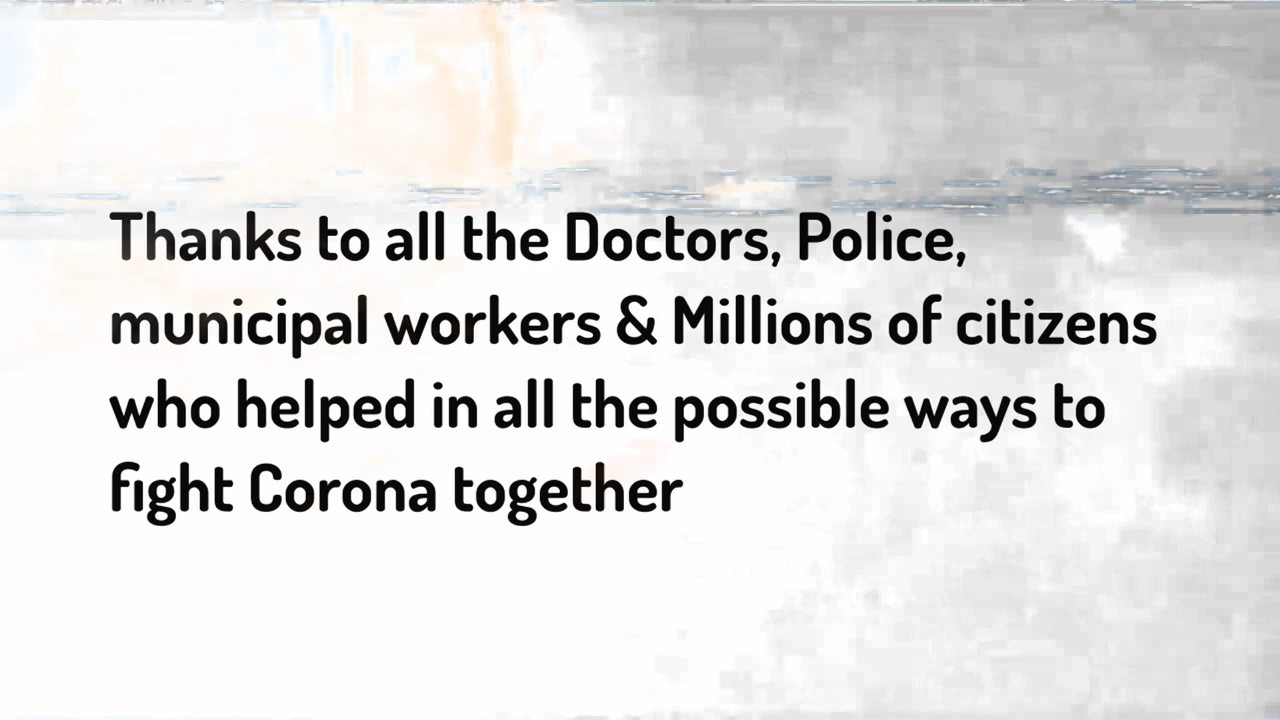 Thanks to all the Doctors, Police,
municipal workers & Millions of citizens
who helped in all the possible ways to
fight Corona together